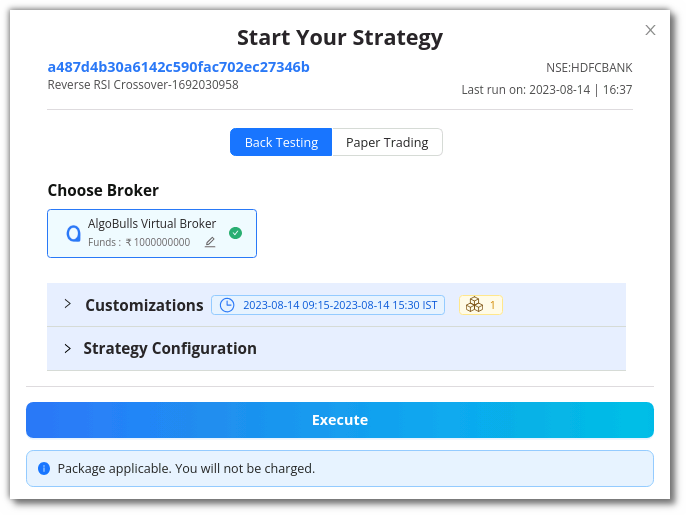 Start Your Strategy
a487d4b30a6142c590fac702ec27346b
NSE:HDFCBANK
Reverse RSI Crossover-1692030958
Last run on: 2023-08-14 | 16:37
Back Testing
Paper Trading
Choose Broker
AlgoBulls Virtual Broker
Funds : ₹ 1000000000
Customizations 2023-08-14 09:15-2023-08-14 15:30 IST 1
Strategy Configuration
Execute
Package applicable. You will not be charged.